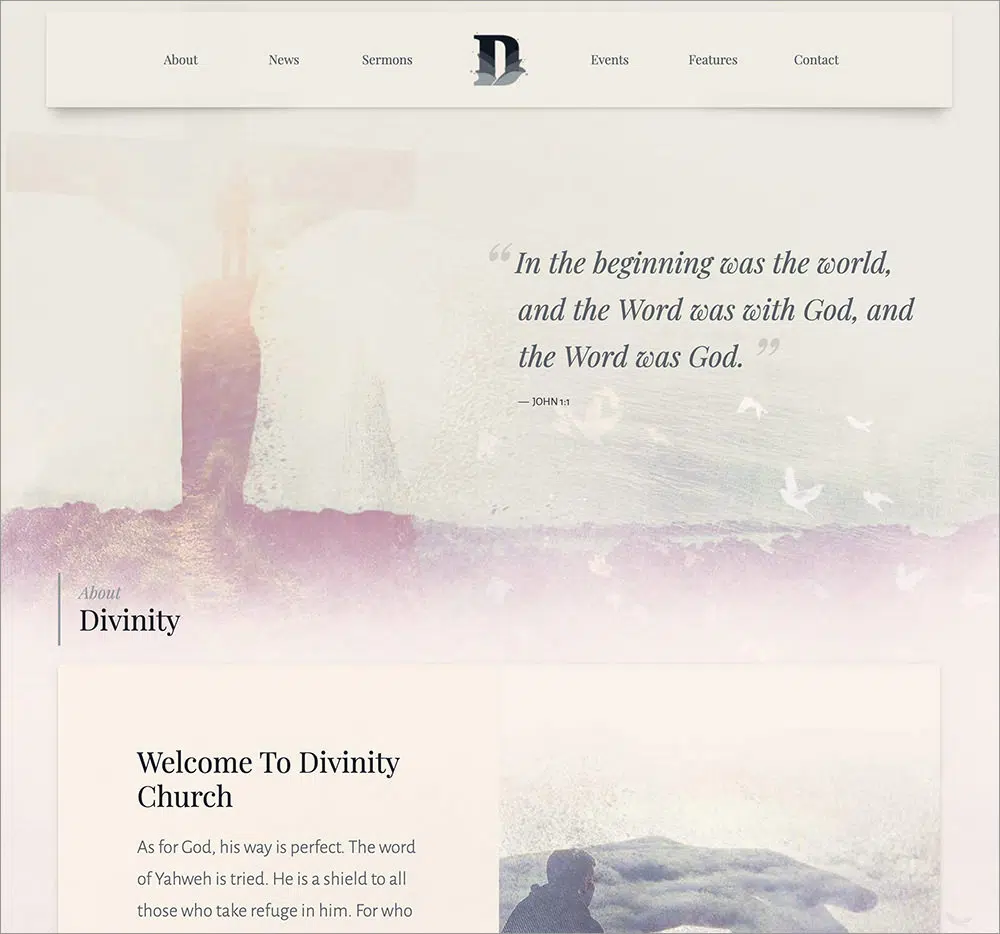 About News Sermons D Events Features Contact
“In the beginning was the world,
and the Word was with God, and
the Word was God.”
— JOHN 1:1
About
Divinity
Welcome To Divinity
Church
As for God, his way is perfect. The word
of Yahweh is tried. He is a shield to all
those who take refuge in him. For who